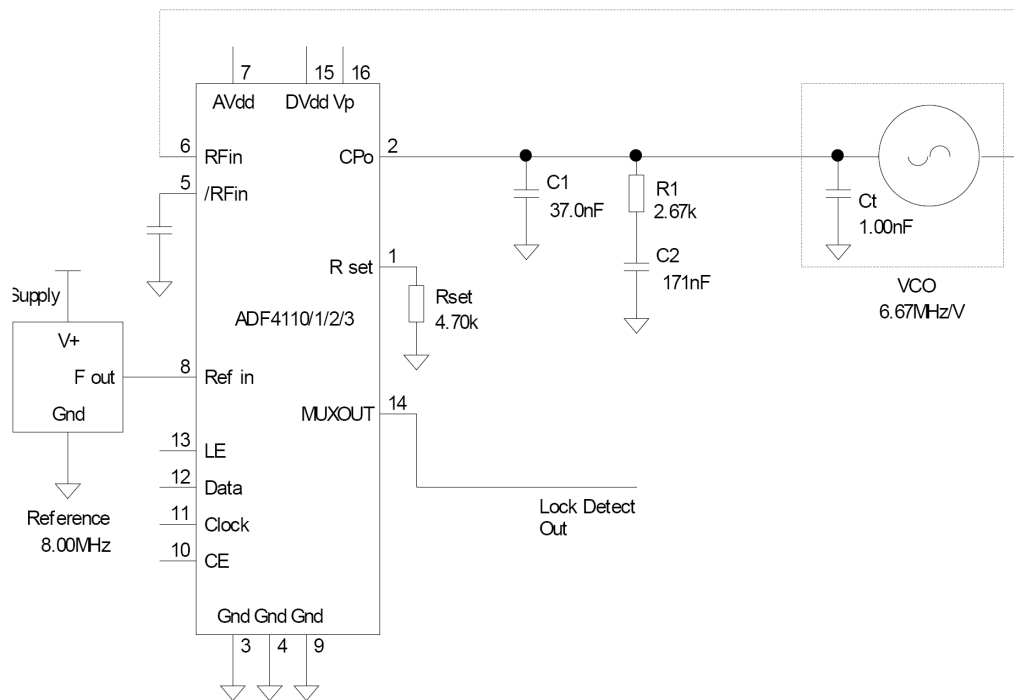 7
15
16
AVdd
DVdd Vp
6
RFin
CPo
2
5
/RFin
C1
37.0nF
R1
2.67k
Ct
1.00nF
1
R set
C2
171nF
VCO
6.67MHz/V
Supply
Rset
4.70k
ADF4110/1/2/3
V+
F out
8
Ref in
Gnd
MUXOUT
14
13
LE
12
Data
Lock Detect
Out
Reference
8.00MHz
11
Clock
10
CE
Gnd Gnd Gnd
3
4
9